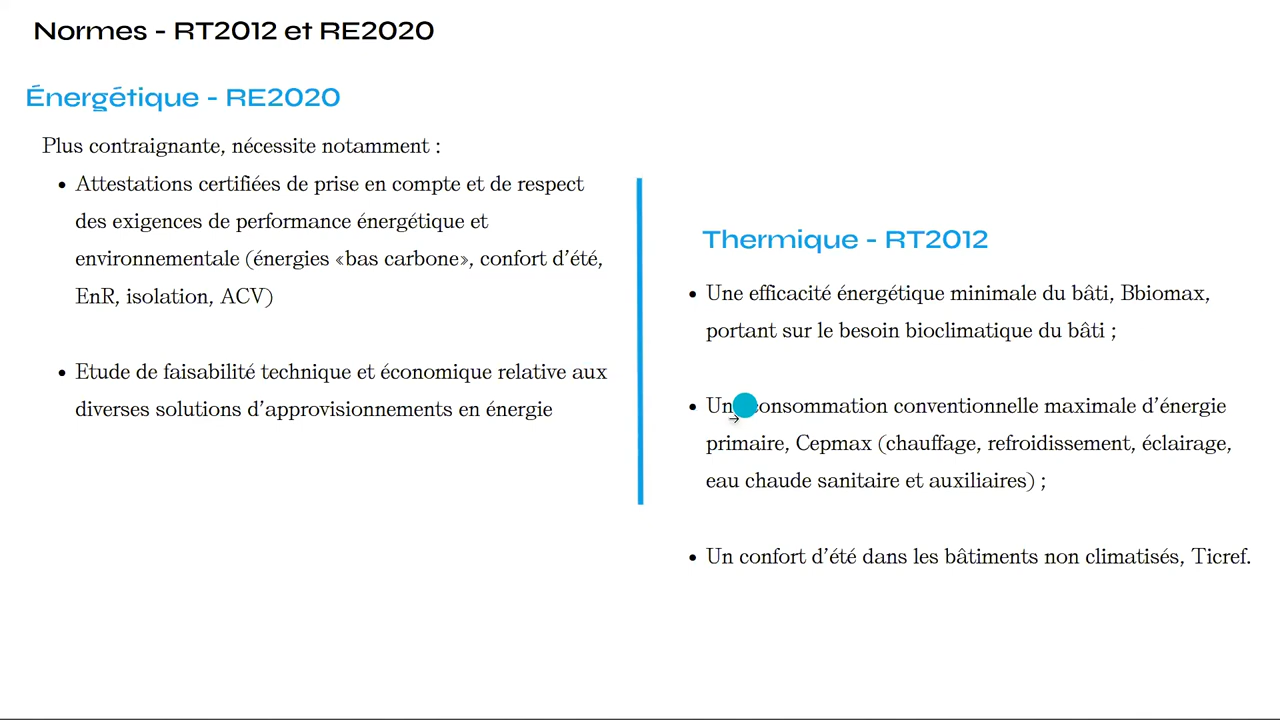 Normes - RT2012 et RE2020
Énergétique - RE2020
Plus contraignante, nécessite notamment :
• Attestations certifiées de prise en compte et de respect
des exigences de performance énergétique et
environnementale (énergies «bas carbone», confort d’été,
EnR, isolation, ACV)
• Etude de faisabilité technique et économique relative aux
diverses solutions d’approvisionnements en énergie
Thermique - RT2012
• Une efficacité énergétique minimale du bâti, Bbiomax,
portant sur le besoin bioclimatique du bâti ;
• Une consommation conventionnelle maximale d’énergie
primaire, Cepmax (chauffage, refroidissement, éclairage,
eau chaude sanitaire et auxiliaires) ;
• Un confort d’été dans les bâtiments non climatisés, Ticref.